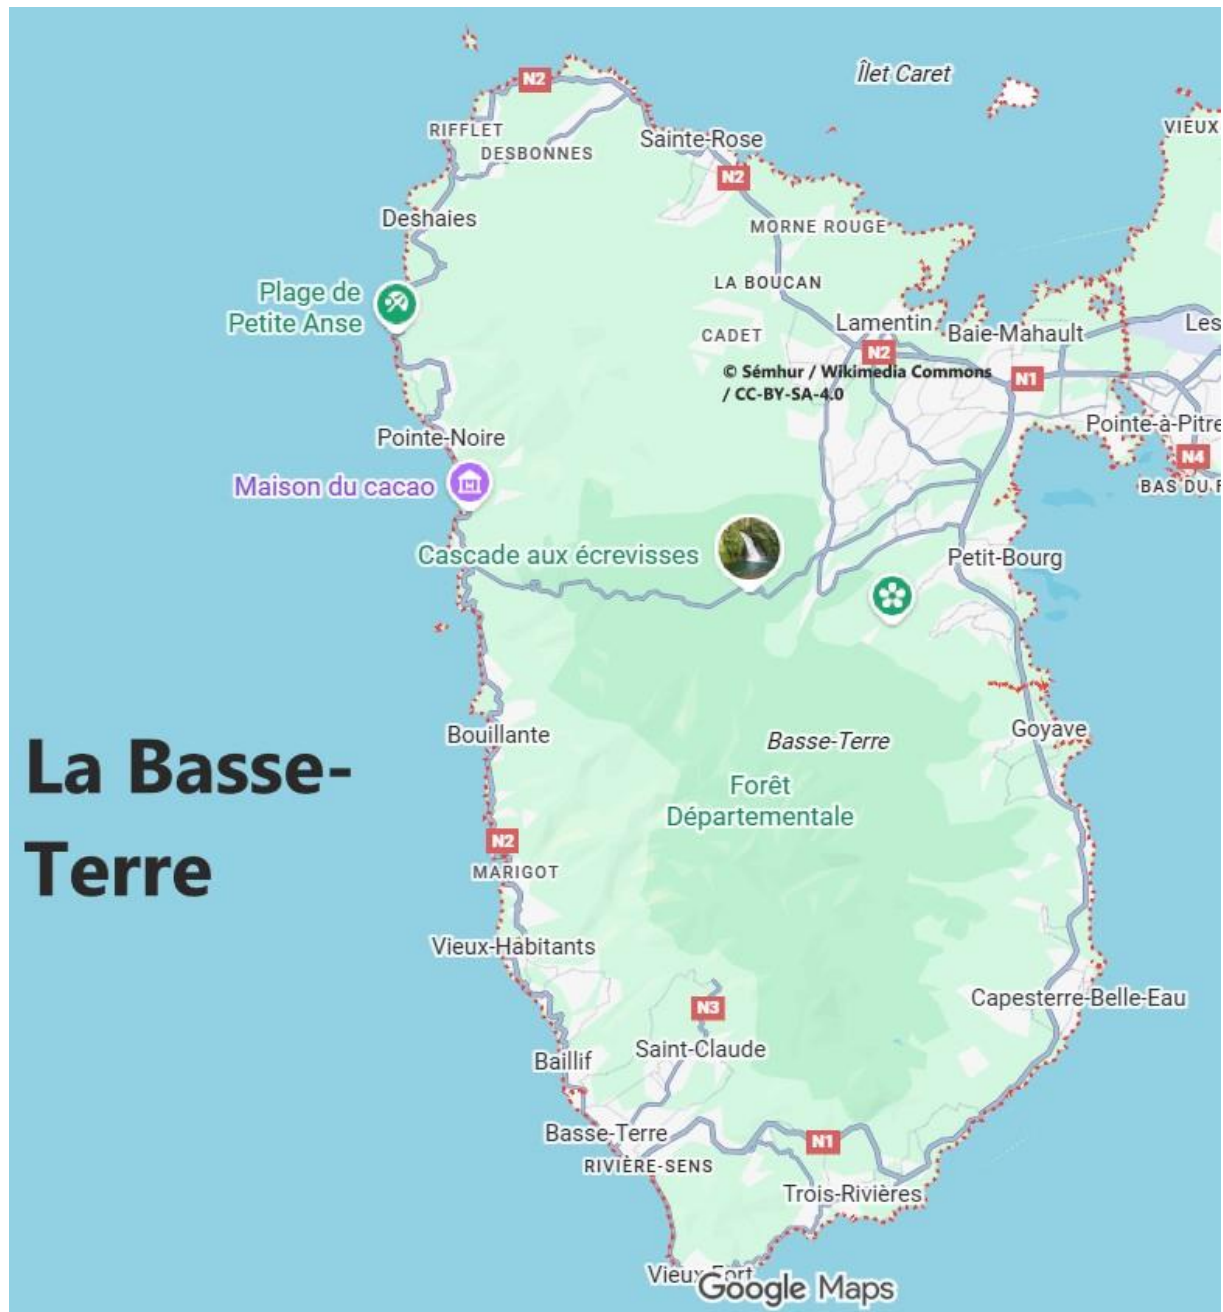 Îlet Caret
N2
VIEUX
RIFFLET
DESBONNES
Sainte-Rose
N2
Deshaies
MORNE ROUGE
Plage de
Petite Anse
LA BOUCAN
CADET
Lamentin
Baie-Mahault
Les
N2
© Sémhur / Wikimedia Commons
/ CC-BY-SA-4.0
N1
Pointe-Noire
Pointe-à-Pitre
N4
Maison du cacao
BAS DU F
Cascade aux écrevisses
Petit-Bourg
Bouillante
Basse-Terre
Goyave
La Basse-
Terre
Forêt
Départementale
N2
MARIGOT
Vieux-Habitants
N3
Capesterre-Belle-Eau
Saint-Claude
Baillif
Basse-Terre
N1
RIVIÈRE-SENS
Trois-Rivières
Vieux-Fort
Google Maps